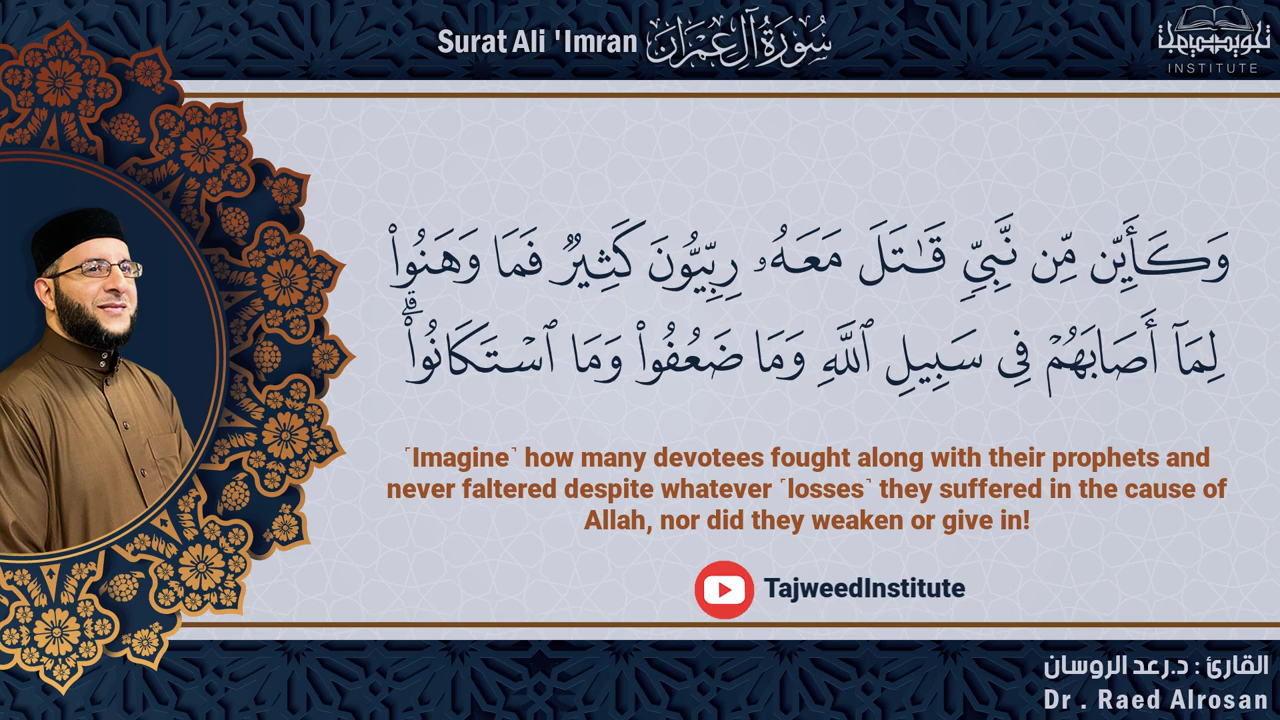 Surat Ali 'Imran سُورَةُ آلِ عِمْرَان
INSTITUTE
وَكَأَيِّن مِّن نَّبِيٍّ قَـٰتَلَ مَعَهُۥ رِبِّيُّونَ كَثِيرٌ فَمَا وَهَنُوا۟
لِمَآ أَصَابَهُمْ فِى سَبِيلِ ٱللَّهِ وَمَا ضَعُفُوا۟ وَمَا ٱسْتَكَانُوا۟ ۗ
˹Imagine˺ how many devotees fought along with their prophets and
never faltered despite whatever ˹losses˺ they suffered in the cause of
Allah, nor did they weaken or give in!
TajweedInstitute
القارئ : د.رعد الروسان
Dr . Raed Alrosan